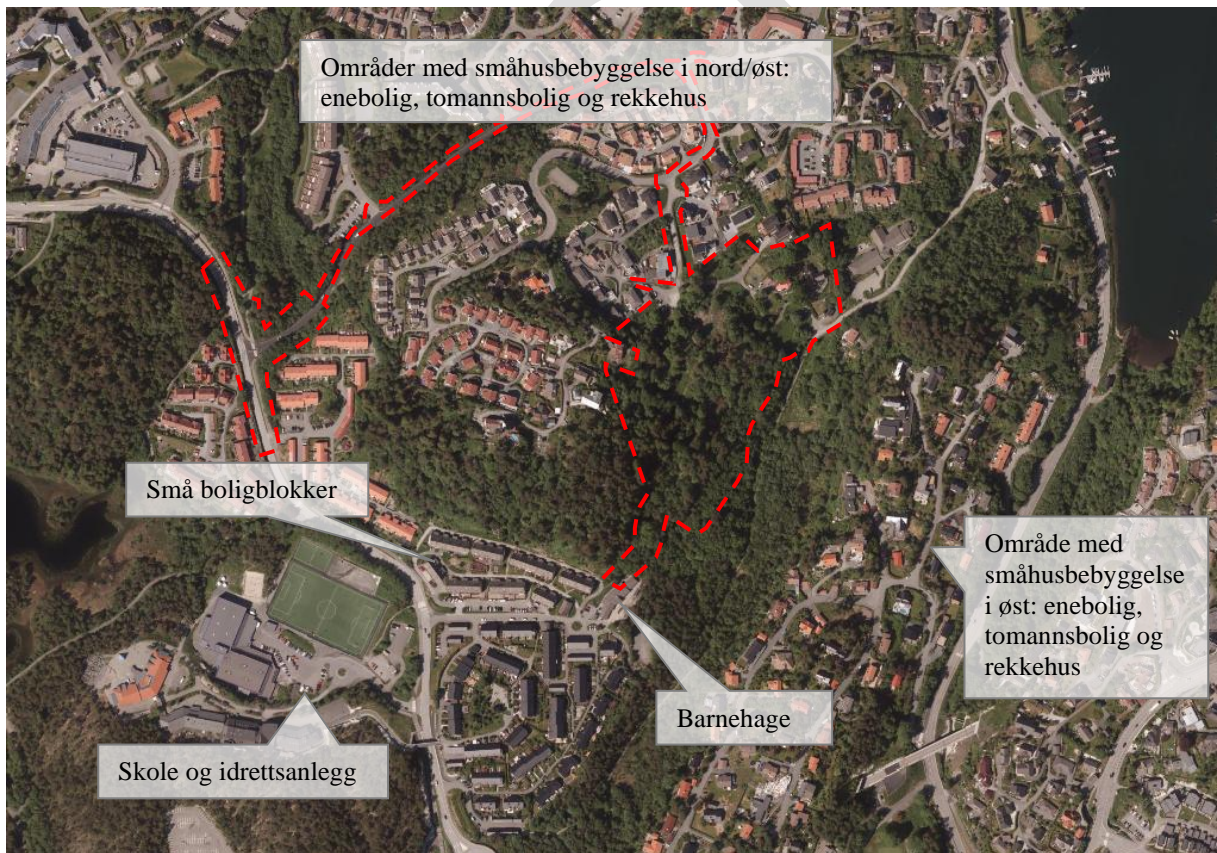 Områder med småhusbebyggelse i nord/øst:
enebolig, tomannsbolig og rekkehus
Små boligblokker
Område med
småhusbebyggelse
i øst: enebolig,
tomannsbolig og
rekkehus
Barnehage
Skole og idrettsanlegg